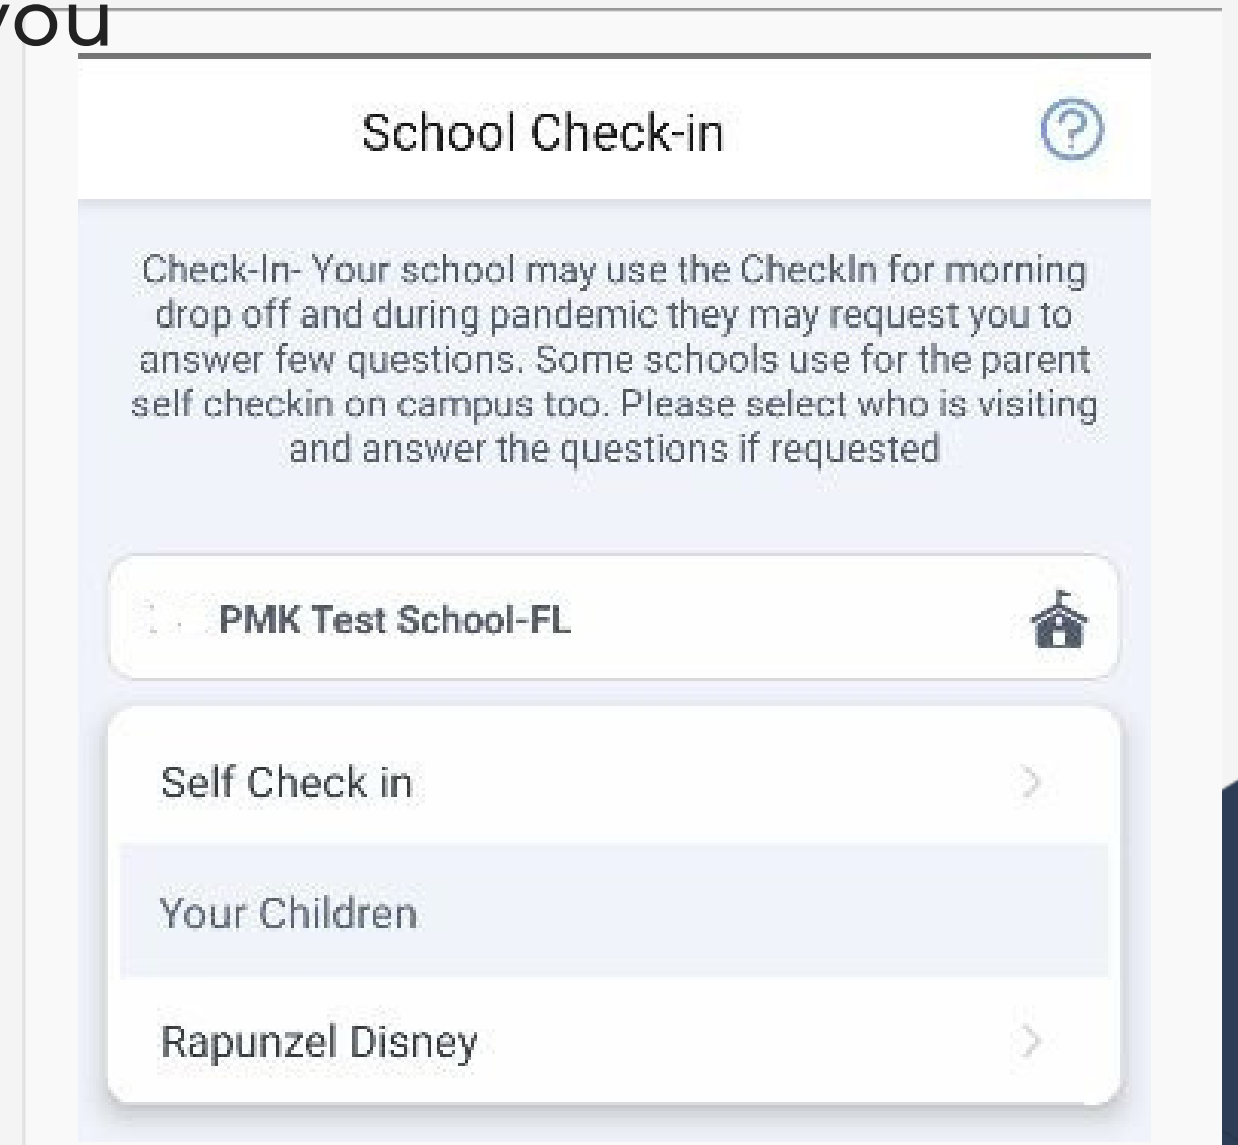 you
School Check-in
Check-In- Your school may use the CheckIn for morning
drop off and during pandemic they may request you to
answer few questions. Some schools use for the parent
self checkin on campus too. Please select who is visiting
and answer the questions if requested
PMK Test School-FL
Self Check in
Your Children
Rapunzel Disney